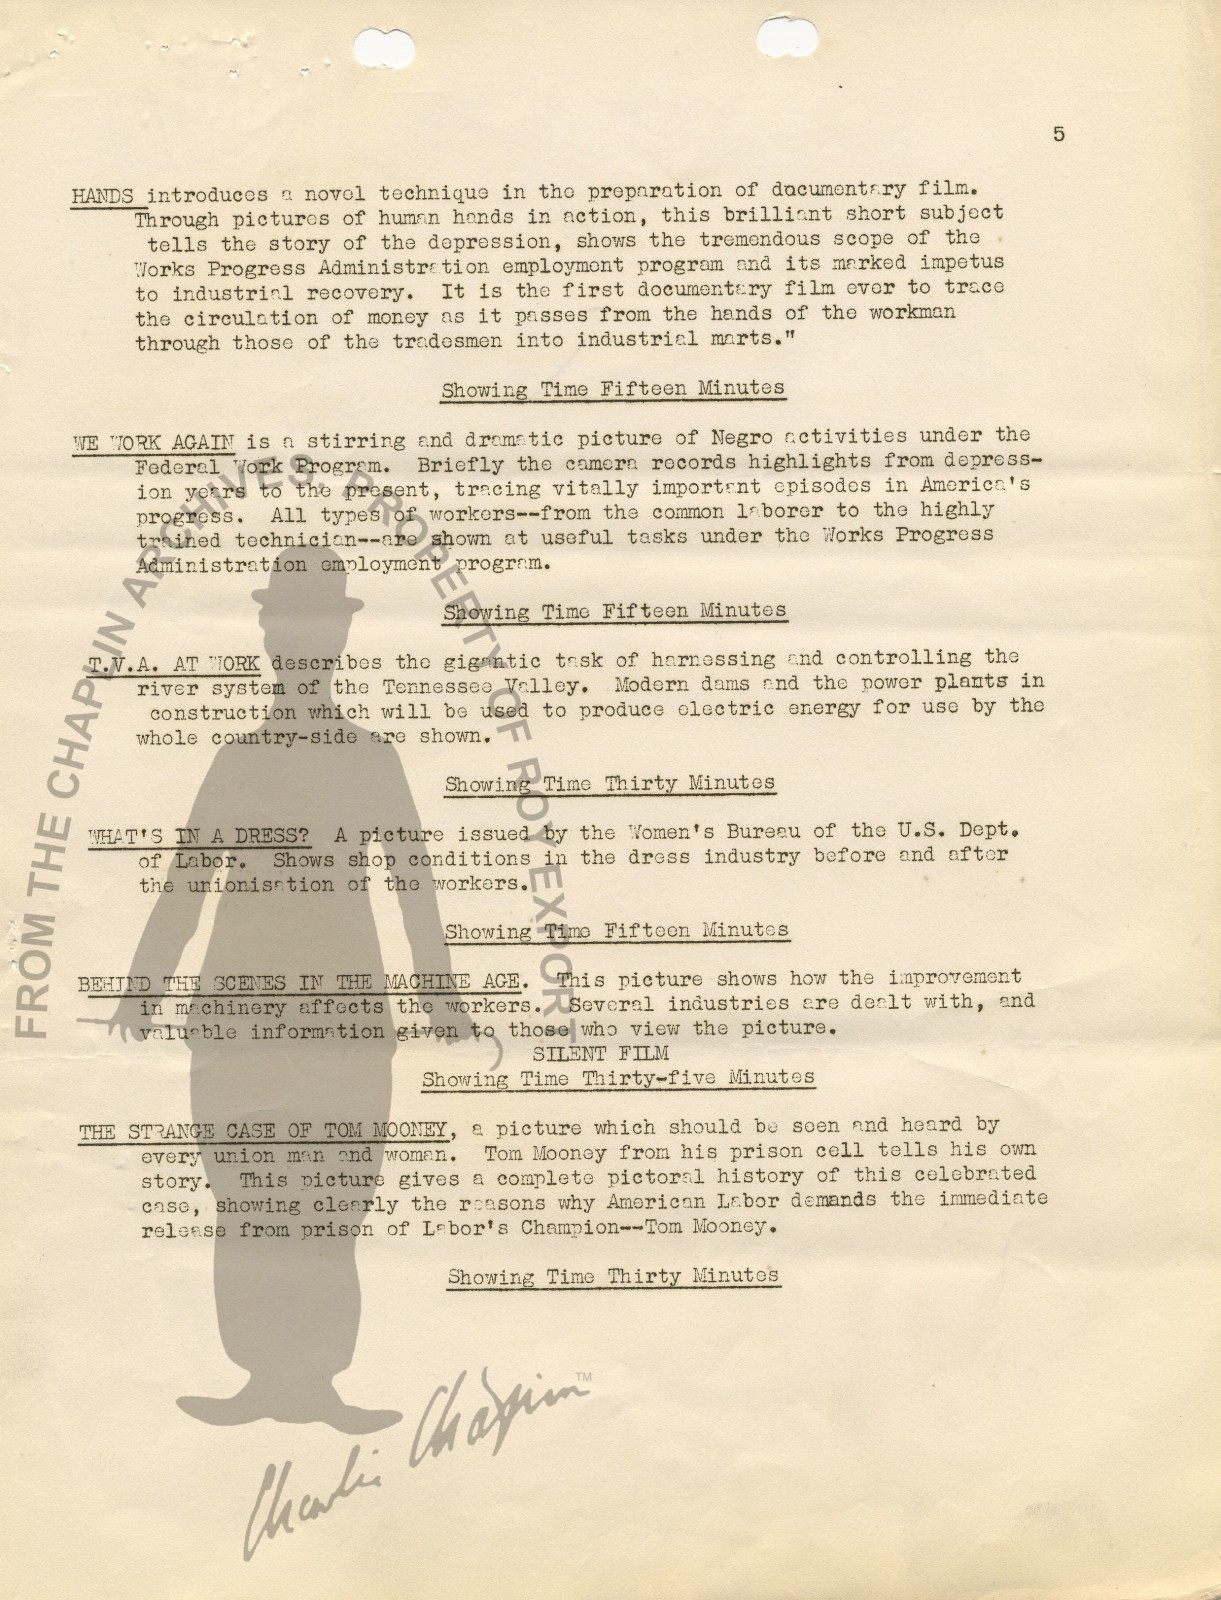 5
HANDS introduces a novel technique in the preparation of documentary film.
Through pictures of human hands in action, this brilliant short subject
tells the story of the depression, shows the tremendous scope of the
Works Progress Administration employment program and its marked impetus
to industrial recovery. It is the first documentary film ever to trace
the circulation of money as it passes from the hands of the workman
through those of the tradesmen into industrial marts."
Showing Time Fifteen Minutes
WE WORK AGAIN is a stirring and dramatic picture of Negro activities under the
Federal Work Program. Briefly the camera records highlights from depress-
ion years to the present, tracing vitally important episodes in America's
progress. All types of workers--from the common laborer to the highly
trained technician--are shown at useful tasks under the Works Progress
Administration employment program.
Showing Time Fifteen Minutes
T.V.A. AT WORK describes the gigantic task of harnessing and controlling the
river system of the Tennessee Valley. Modern dams and the power plants in
construction which will be used to produce electric energy for use by the
whole country-side are shown.
Showing Time Thirty Minutes
WHAT'S IN A DRESS? A picture issued by the Women's Bureau of the U.S. Dept.
of Labor. Shows shop conditions in the dress industry before and after
the unionisation of the workers.
Showing Time Fifteen Minutes
BEHIND THE SCENES IN THE MACHINE AGE. This picture shows how the improvement
in machinery affects the workers. Several industries are dealt with, and
valuable information given to those who view the picture.
SILENT FILM
Showing Time Thirty-five Minutes
THE STRANGE CASE OF TOM MOONEY, a picture which should be seen and heard by
every union man and woman. Tom Mooney from his prison cell tells his own
story. This picture gives a complete pictoral history of this celebrated
case, showing clearly the reasons why American Labor demands the immediate
release from prison of Labor's Champion--Tom Mooney.
Showing Time Thirty Minutes
FROM THE CHAPLIN ARCHIVES. PROPERTY OF ROY EXPORT
Charlie Chaplin TM